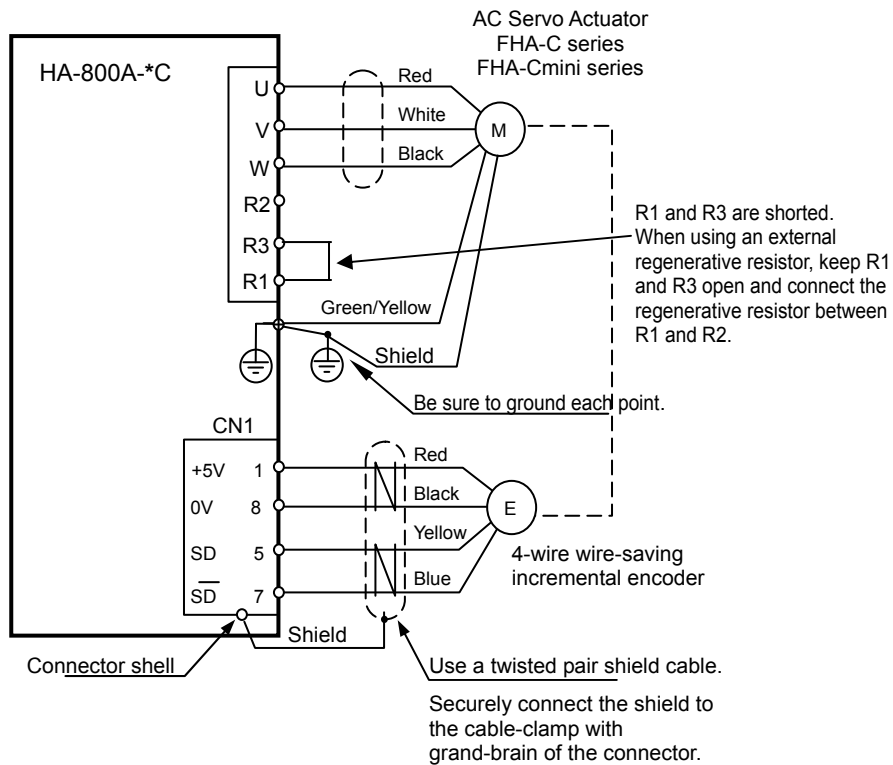 AC Servo Actuator
FHA-C series
FHA-Cmini series
HA-800A-*C
U
Red
V
White
M
W
Black
R2
R3
R1
R1 and R3 are shorted.
When using an external
regenerative resistor, keep R1
and R3 open and connect the
regenerative resistor between
R1 and R2.
Green/Yellow
Shield
Be sure to ground each point.
CN1
+5V 1
Red
0V 8
Black
E
SD 5
Yellow
S̅D̅ 7
Blue
4-wire wire-saving
incremental encoder
Shield
Connector shell
Use a twisted pair shield cable.
Securely connect the shield to
the cable-clamp with
grand-brain of the connector.